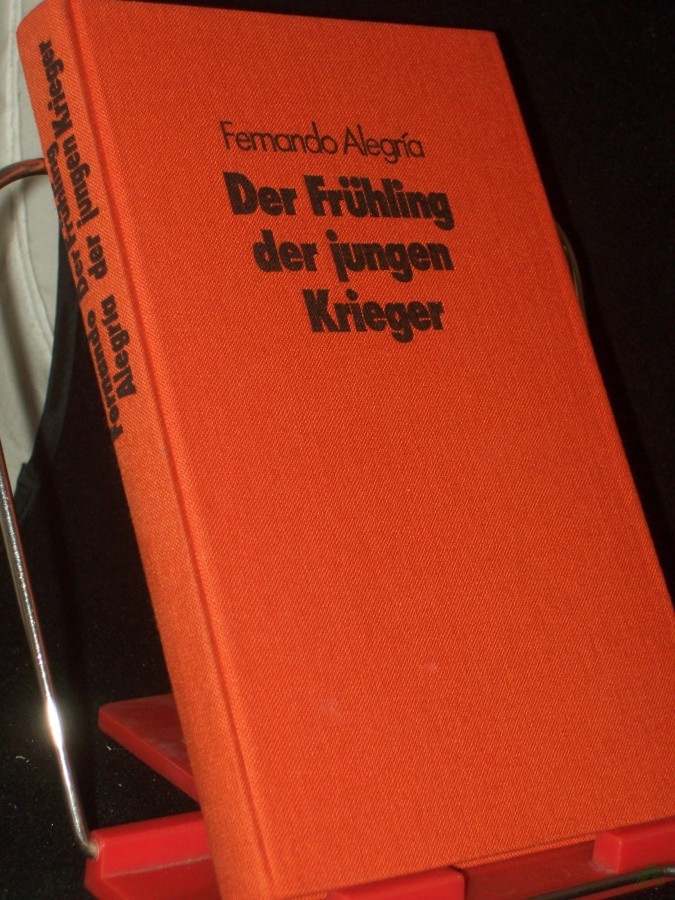 Fernando Alegría
Der Frühling
der jungen
Krieger
Fernando Der Frühling
Alegría der jungen Krieger